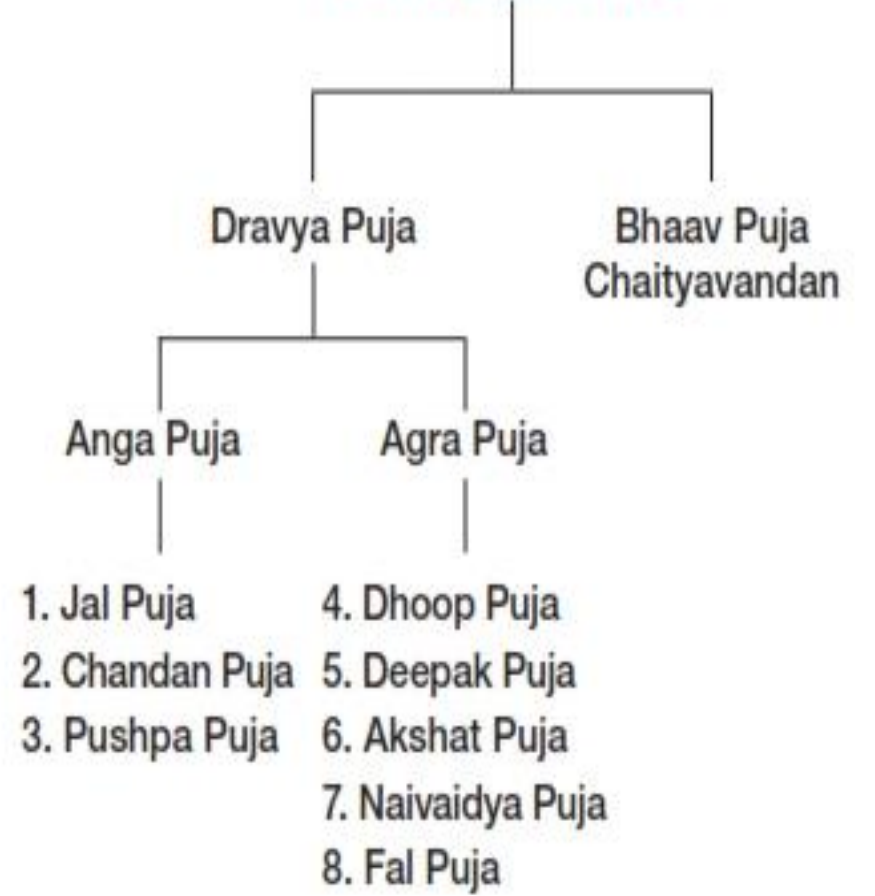 Dravya Puja
Bhaav Puja
Chaityavandan
Anga Puja
Agra Puja
1. Jal Puja
2. Chandan Puja
3. Pushpa Puja
4. Dhoop Puja
5. Deepak Puja
6. Akshat Puja
7. Naivaidya Puja
8. Fal Puja